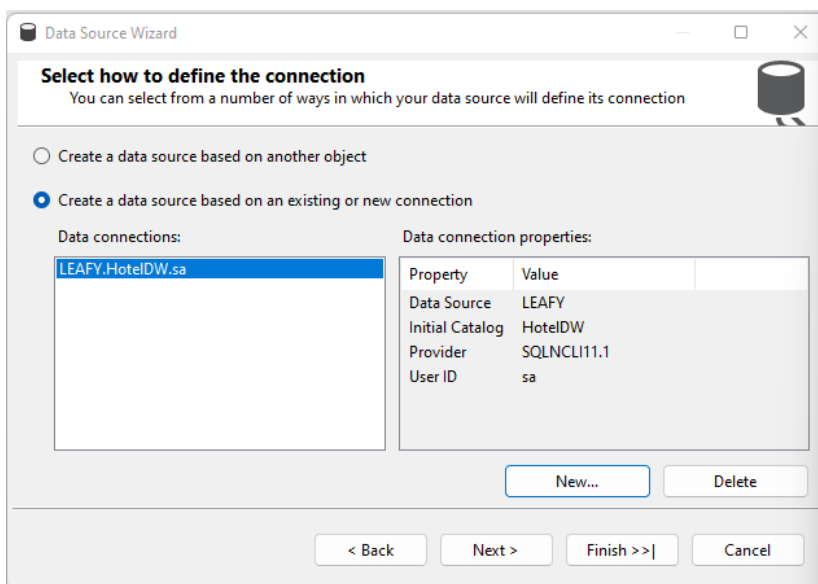 Data Source Wizard
Select how to define the connection
You can select from a number of ways in which your data source will define its connection
Create a data source based on another object
Create a data source based on an existing or new connection
Data connections:
LEAFY.HotelDW.sa
Data connection properties:
Property Value
Data Source LEAFY
Initial Catalog HotelDW
Provider SQLNCLI11.1
User ID sa
New... Delete
< Back Next > Finish >>| Cancel